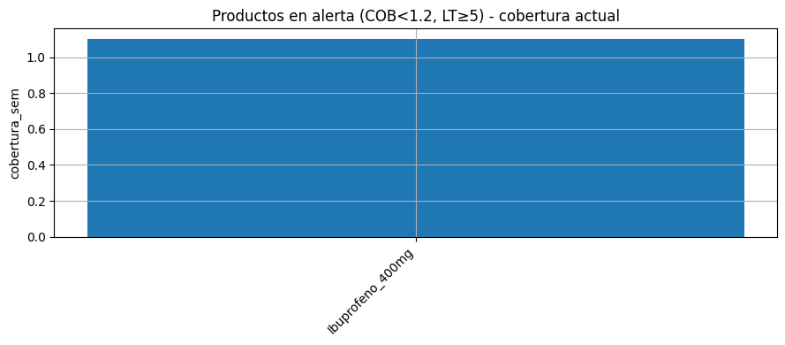 Productos en alerta (COB<1.2, LT≥5) - cobertura actual
1.0
0.8
0.6
0.4
0.2
0.0
cobertura_sem
Ibuprofeno_400mg